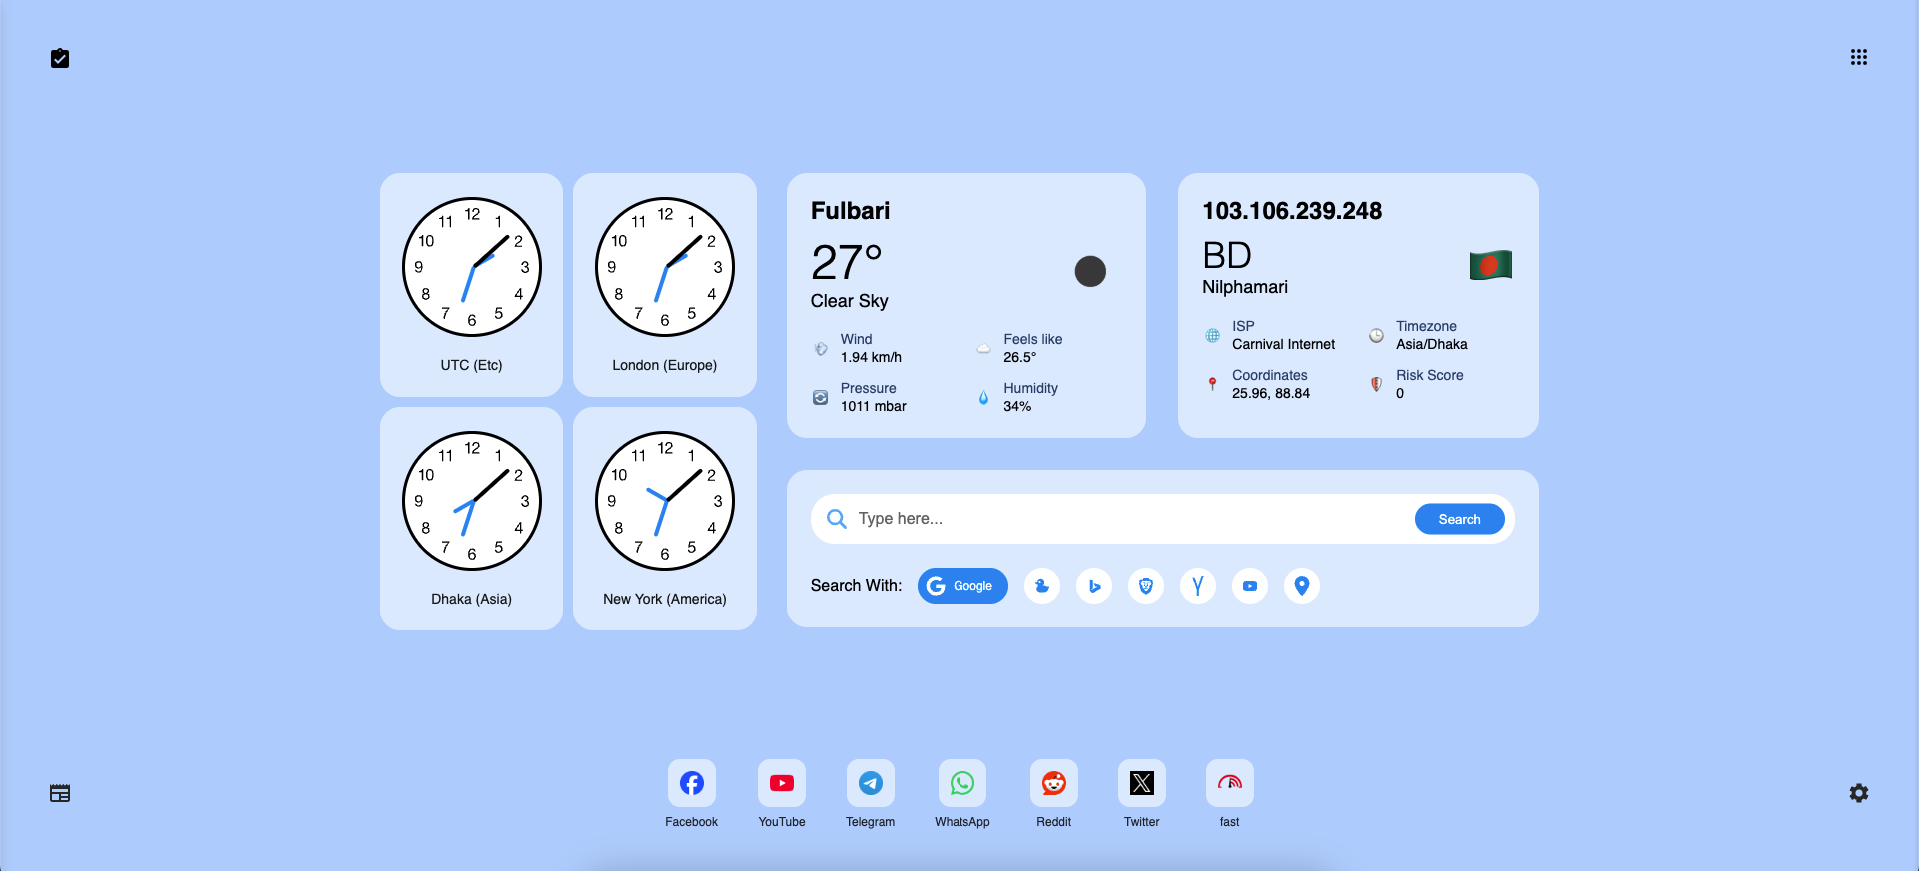 12
11 1
10 2
9 3
8 4
7 5
6
UTC (Etc)
12
11 1
10 2
9 3
8 4
7 5
6
London (Europe)
12
11 1
10 2
9 3
8 4
7 5
6
Dhaka (Asia)
12
11 1
10 2
9 3
8 4
7 5
6
New York (America)
Fulbari
27°
Clear Sky
Wind
1.94 km/h
Feels like
26.5°
Pressure
1011 mbar
Humidity
34%
103.106.239.248
BD
Nilphamari
ISP
Carnival Internet
Timezone
Asia/Dhaka
Coordinates
25.96, 88.84
Risk Score
0
Type here...
Search
Search With:
Google
Facebook
YouTube
Telegram
WhatsApp
Reddit
Twitter
fast